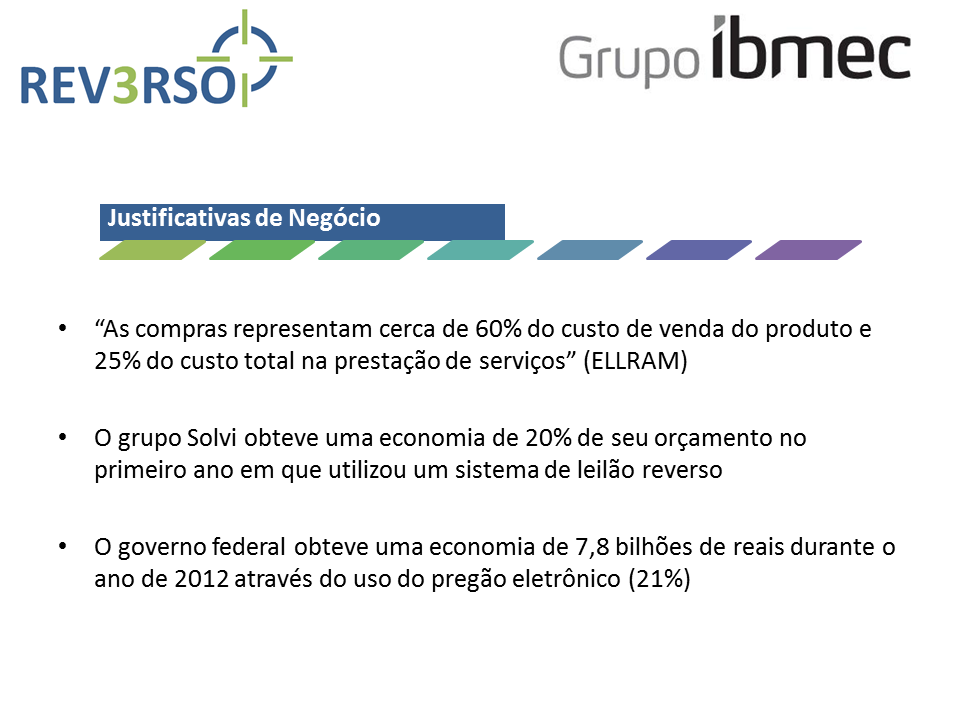 REV3RSO
Grupo ibmec
Justificativas de Negócio
• “As compras representam cerca de 60% do custo de venda do produto e
25% do custo total na prestação de serviços” (ELLRAM)
• O grupo Solvi obteve uma economia de 20% de seu orçamento no
primeiro ano em que utilizou um sistema de leilão reverso
• O governo federal obteve uma economia de 7,8 bilhões de reais durante o
ano de 2012 através do uso do pregão eletrônico (21%)